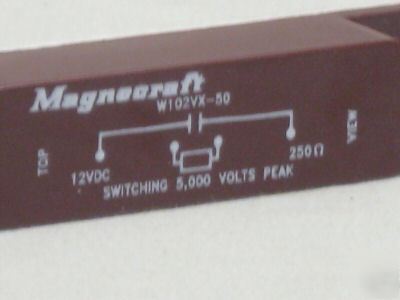 Magnecraft
W102VX-50
TOP
VIEW
12VDC
250Ω
SWITCHING 5,000 VOLTS PEAK